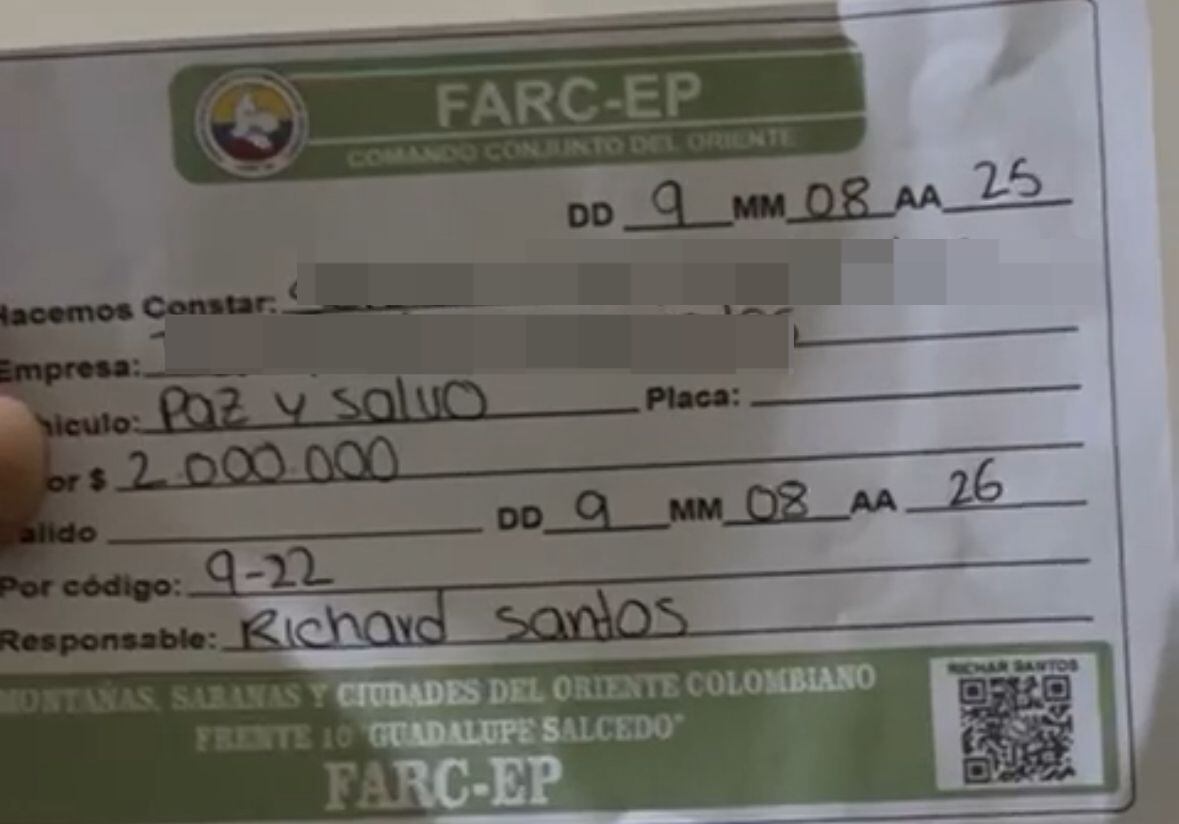 FARC-EP
COMANDO CONJUNTO DEL ORIENTE
DD 9 MM 08 AA 25
Hacemos Constar:
Empresa:
hiculo: Paz y salvo Placa:
or $ 2.000.000
alido DD 9 MM 08 AA 26
Por código: 9-22
Responsable: Richard Santos
MONTAÑAS, SABANAS Y CIUDADES DEL ORIENTE COLOMBIANO
FRENTE 10 "GUADALUPE SALCEDO"
FARC-EP
RICHAR SANTOS